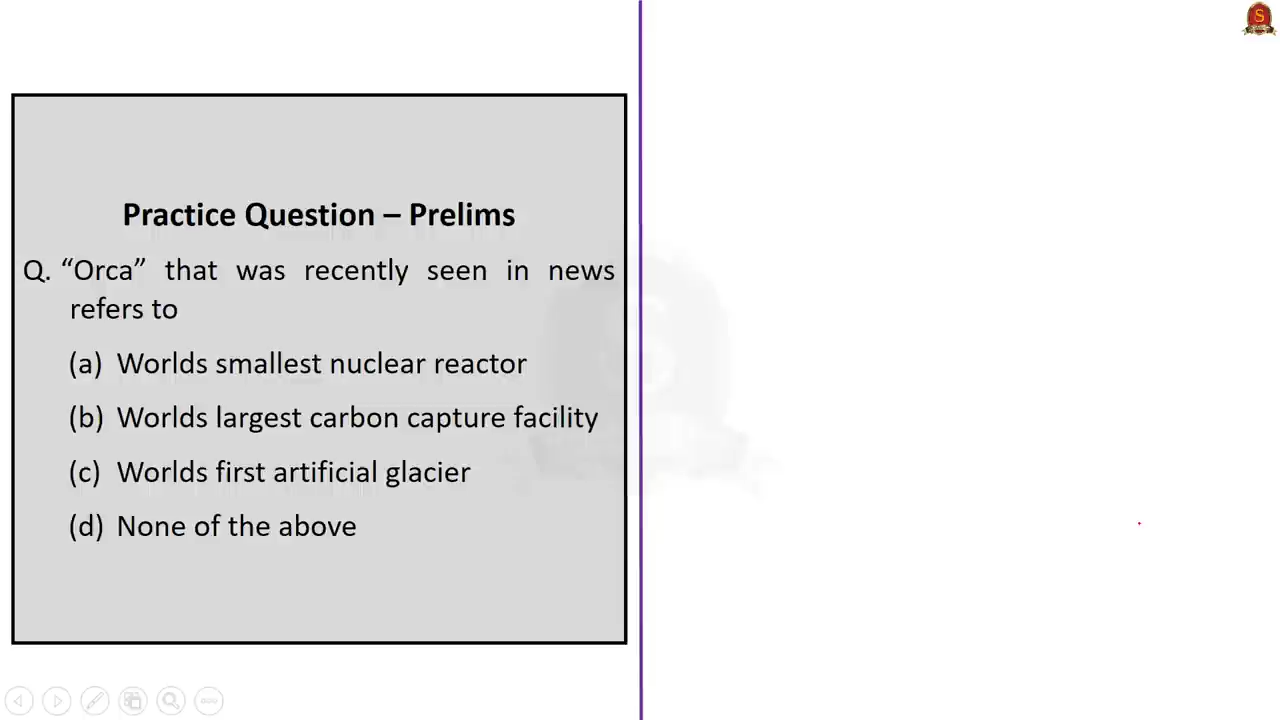 Practice Question – Prelims
Q. “Orca” that was recently seen in news
refers to
(a) Worlds smallest nuclear reactor
(b) Worlds largest carbon capture facility
(c) Worlds first artificial glacier
(d) None of the above
S